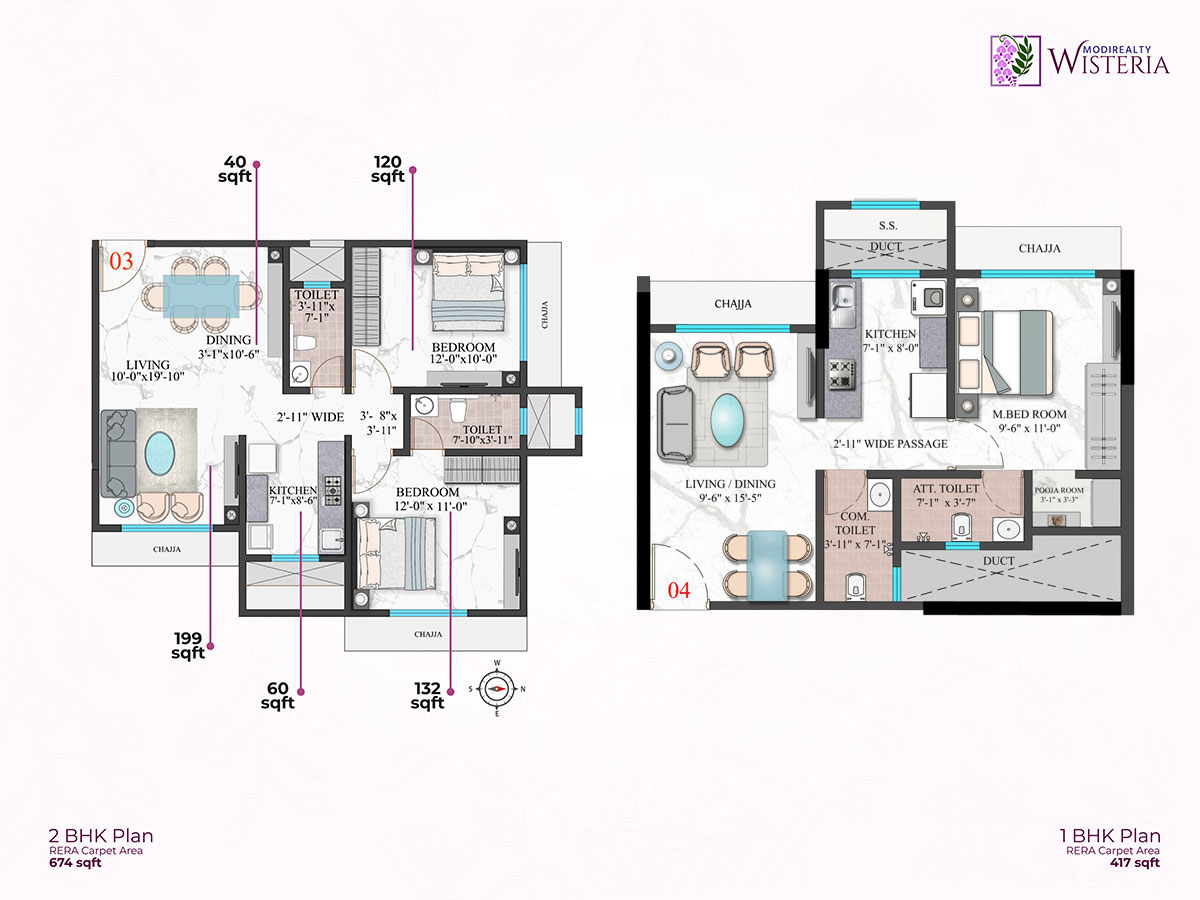 MODIREALTY
WISTERIA
40
sqft
120
sqft
03
TOILET
3'-11"x
7'-1"
DINING
3'-1"x10'-6"
LIVING
10'-0"x19'-10"
BEDROOM
12'-0"x10'-0"
CHAJJA
2'-11" WIDE
3'- 8"x
3'-11"
TOILET
7'-10"x3'-11"
KITCHEN
7'-1"x8'-6"
BEDROOM
12'-0" x 11'-0"
CHAJJA
CHAJJA
199
sqft
60
sqft
132
sqft
W
S
N
E
S.S.
DUCT
CHAJJA
CHAJJA
KITCHEN
7'-1" x 8'-0"
M.BED ROOM
9'-6" x 11'-0"
2'-11" WIDE PASSAGE
LIVING / DINING
9'-6" x 15'-5"
ATT. TOILET
7'-1" x 3'-7"
POOJA ROOM
3'-1" x 3'-3"
COM.
TOILET
3'-11" x 7'-1"
DUCT
04
2 BHK Plan
RERA Carpet Area
674 sqft
1 BHK Plan
RERA Carpet Area
417 sqft